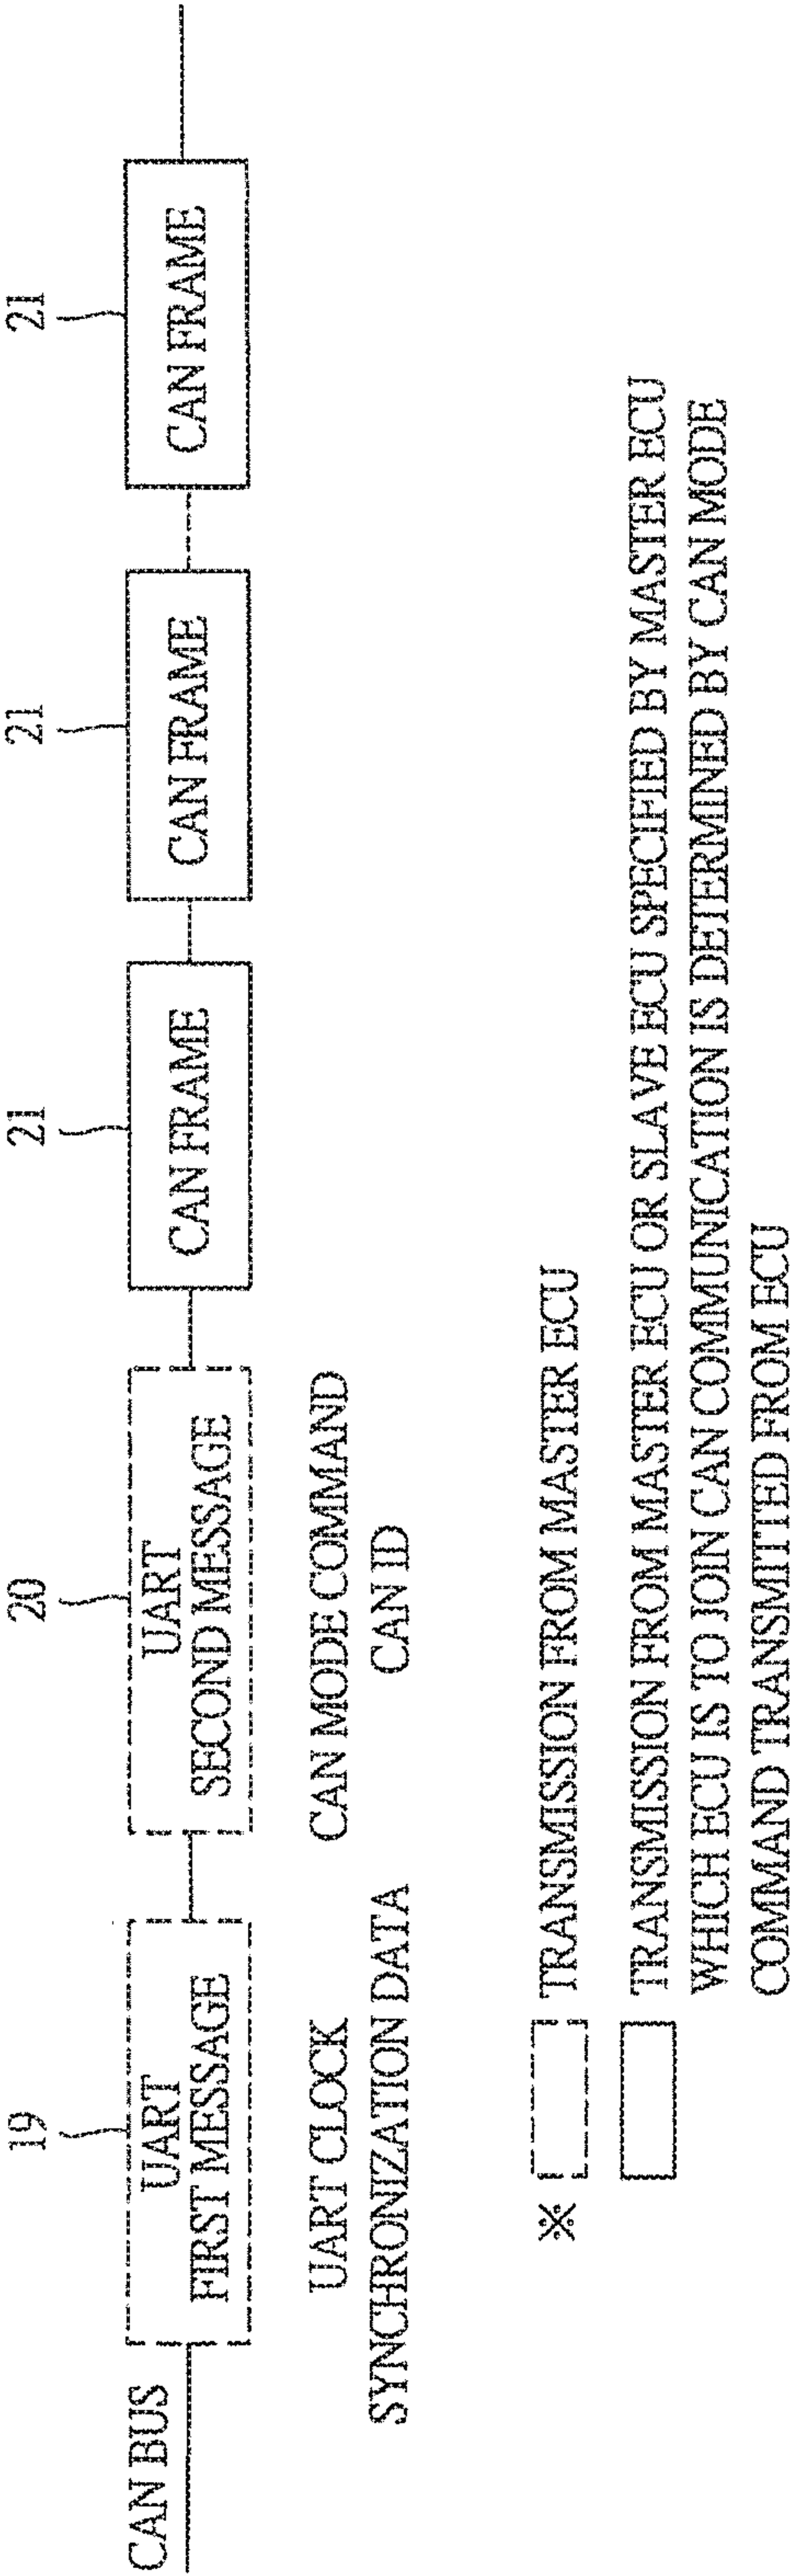 CAN BUS
19
UART
FIRST MESSAGE
UART CLOCK
SYNCHRONIZATION DATA
20
UART
SECOND MESSAGE
CAN MODE COMMAND
CAN ID
21
CAN FRAME
21
CAN FRAME
21
CAN FRAME
※ TRANSMISSION FROM MASTER ECU
TRANSMISSION FROM MASTER ECU OR SLAVE ECU SPECIFIED BY MASTER ECU
WHICH ECU IS TO JOIN CAN COMMUNICATION IS DETERMINED BY CAN MODE
COMMAND TRANSMITTED FROM ECU